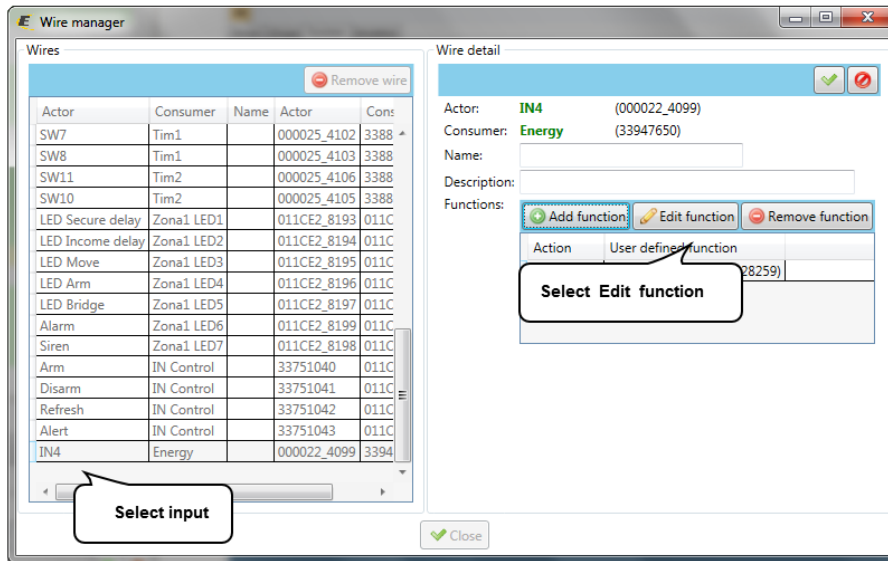 Wire manager
Wires
Wire detail
Remove wire
Actor Consumer Name Actor Cons
SW7 Tim1 000025_4102 3388
SW8 Tim1 000025_4103 3388
SW11 Tim2 000025_4106 3388
SW10 Tim2 000025_4105 3388
LED Secure delay Zona1 LED1 011CE2_8193 011C
LED Income delay Zona1 LED2 011CE2_8194 011C
LED Move Zona1 LED3 011CE2_8195 011C
LED Arm Zona1 LED4 011CE2_8196 011C
LED Bridge Zona1 LED5 011CE2_8197 011C
Alarm Zona1 LED6 011CE2_8199 011C
Siren Zona1 LED7 011CE2_8198 011C
Arm IN Control 33751040 011C
Disarm IN Control 33751041 011C
Refresh IN Control 33751042 011C
Alert IN Control 33751043 011C
IN4 Energy 000022_4099 3394
Select input
Actor: IN4 (000022_4099)
Consumer: Energy (33947650)
Name:
Description:
Functions:
Add function Edit function Remove function
Action User defined function
28259)
Select Edit function
Close